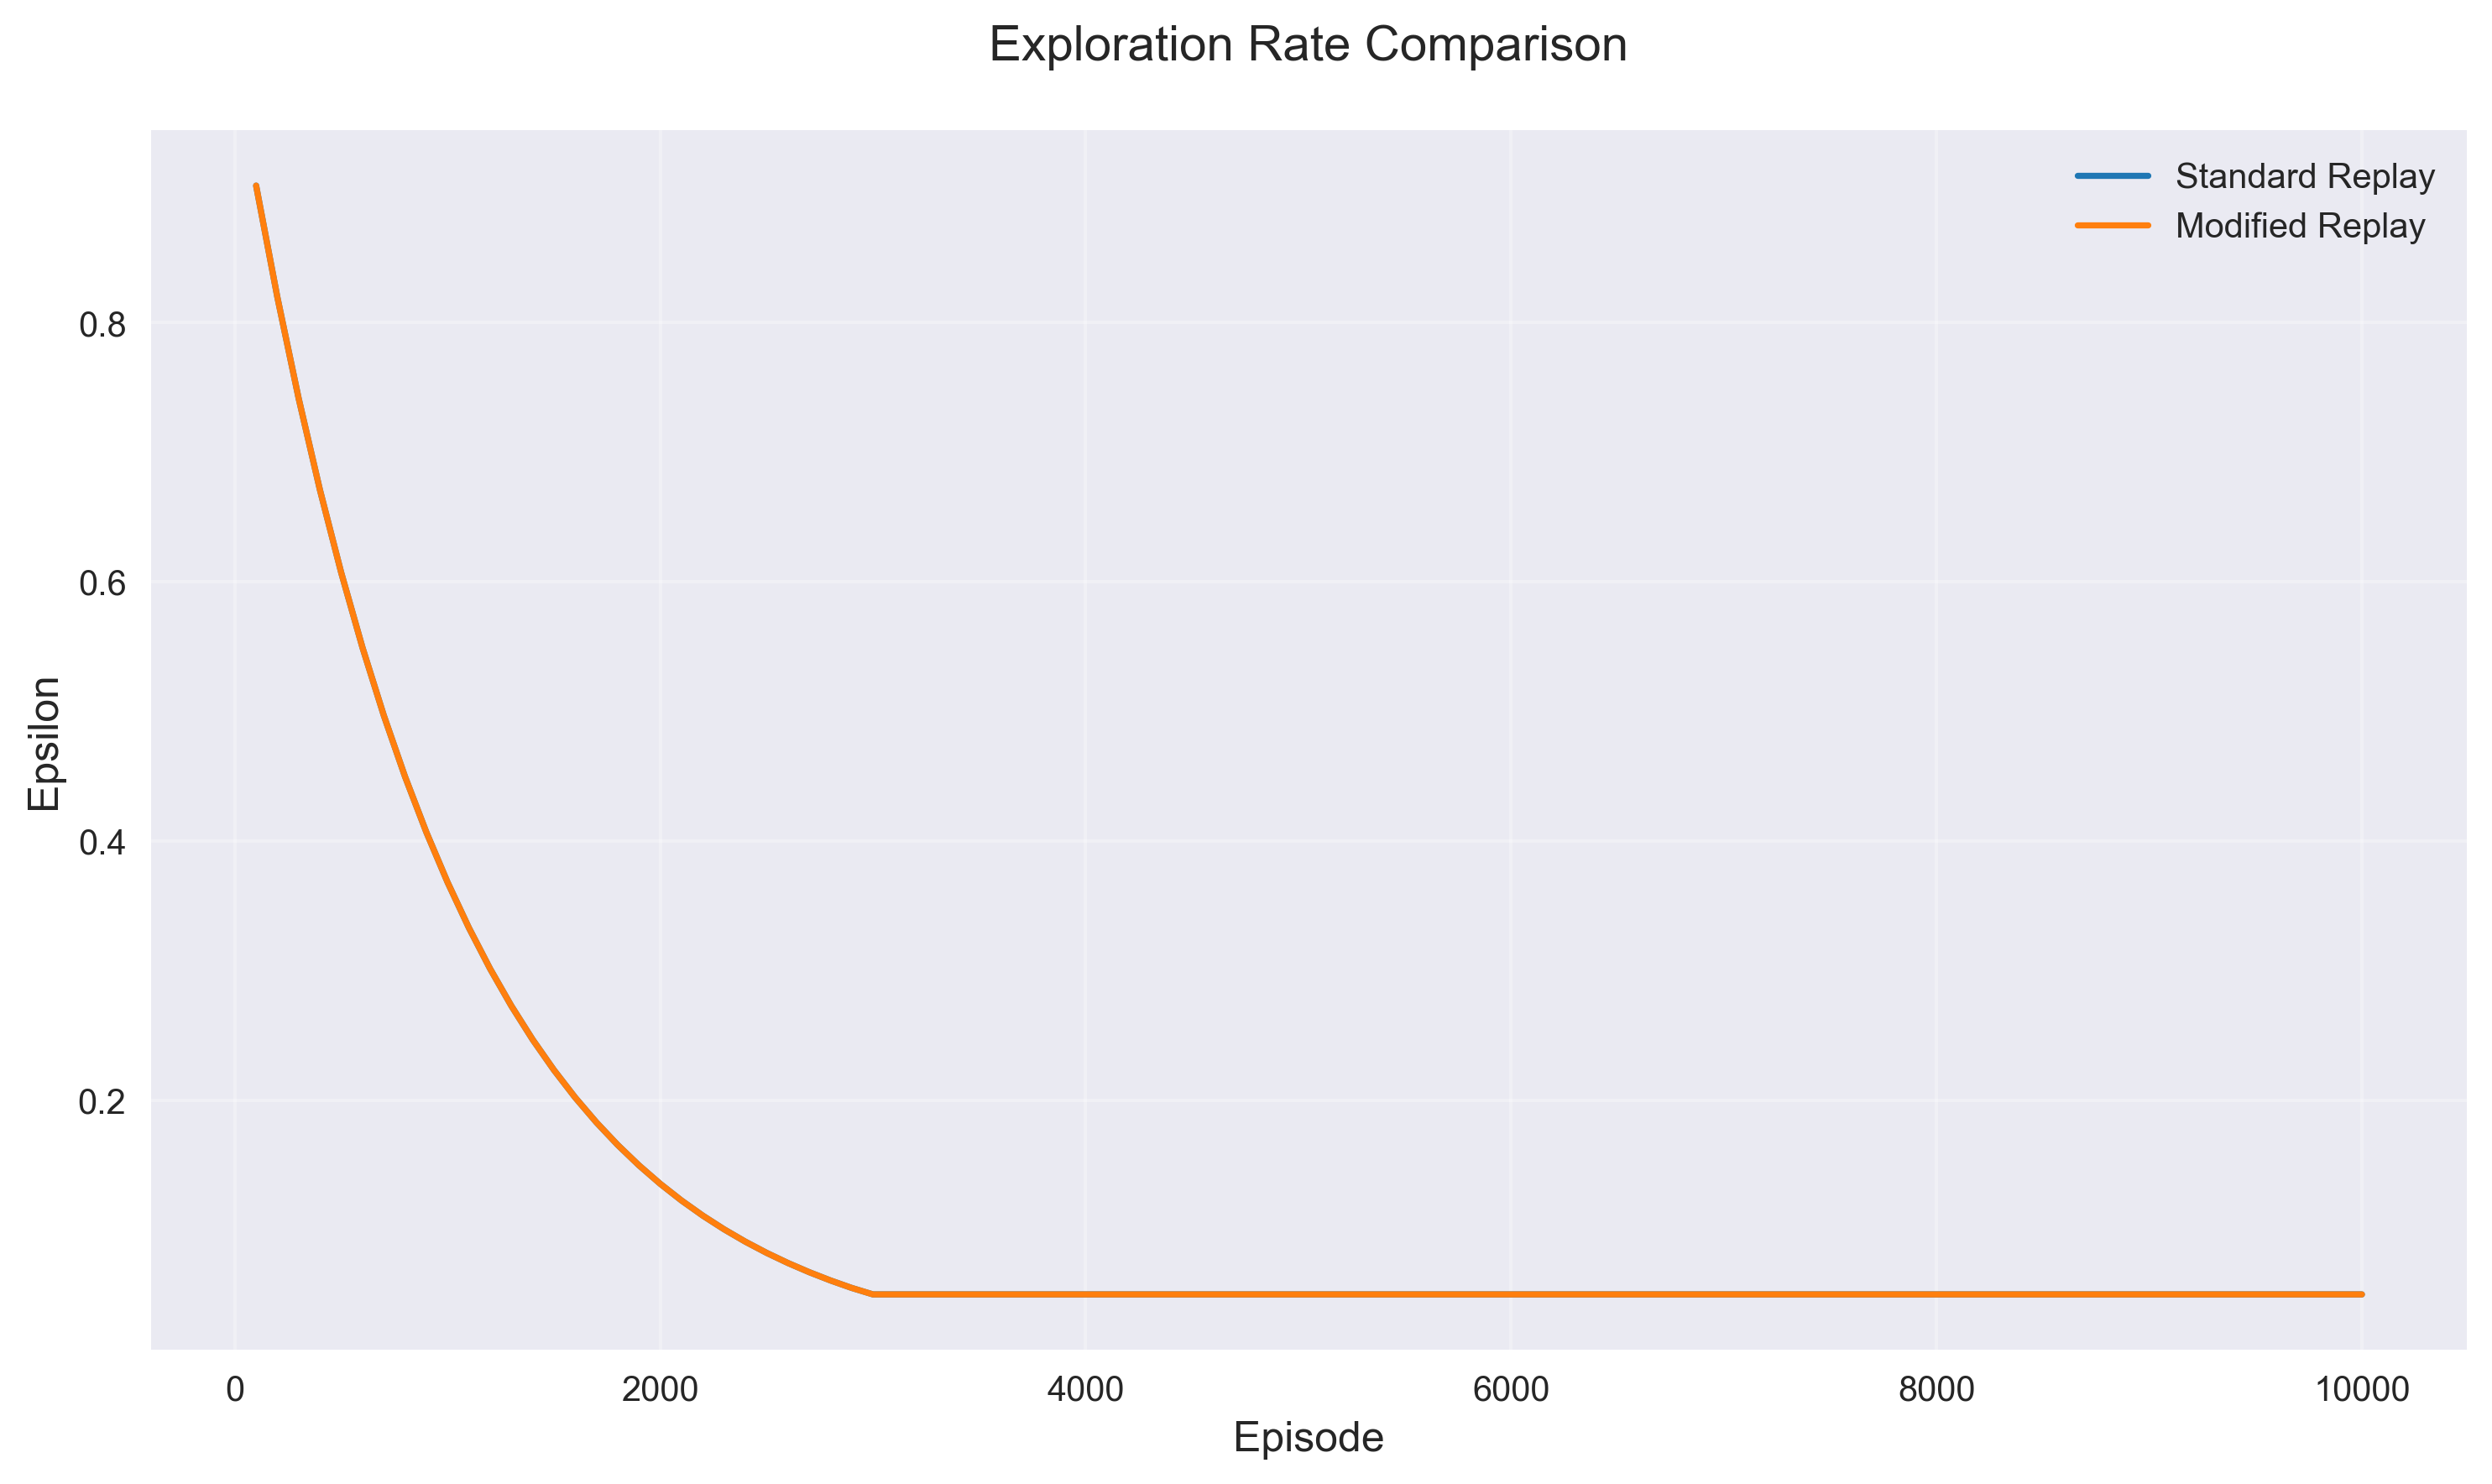 Exploration Rate Comparison
Standard Replay
Modified Replay
0.8
0.6
0.4
0.2
Epsilon
0 2000 4000 6000 8000 10000
Episode